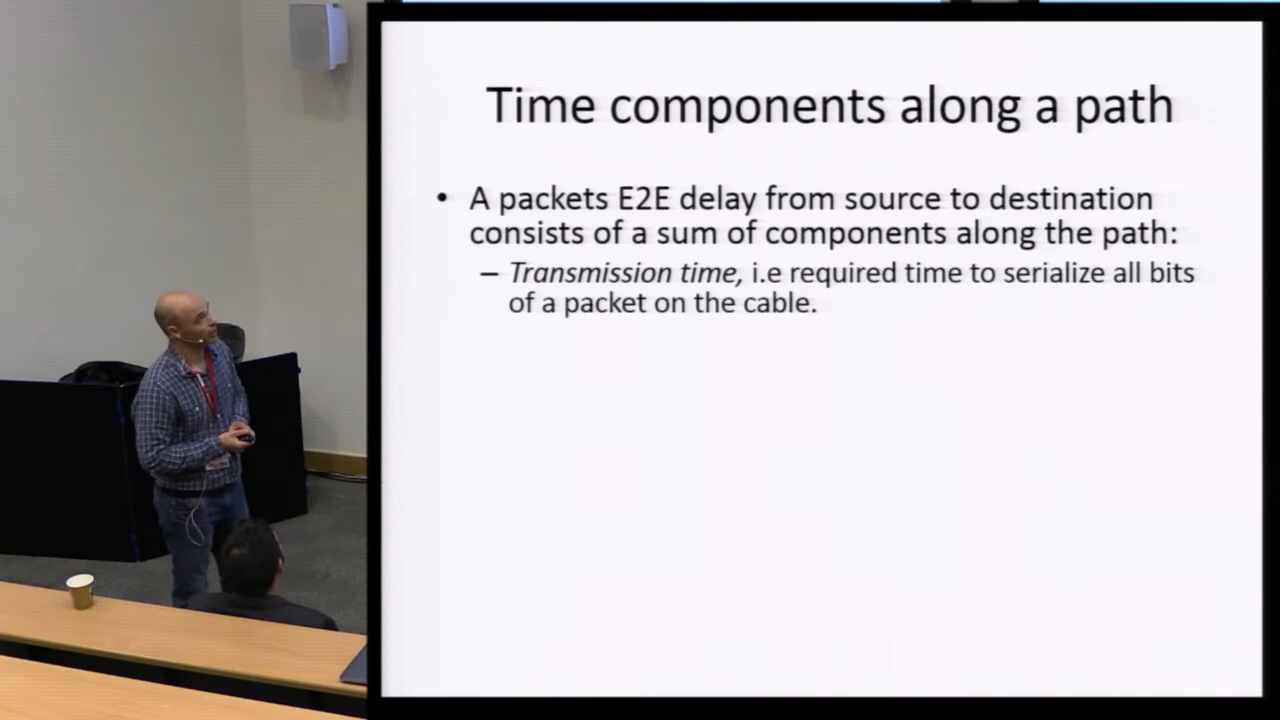 Time components along a path
• A packets E2E delay from source to destination
consists of a sum of components along the path:
– Transmission time, i.e required time to serialize all bits
of a packet on the cable.